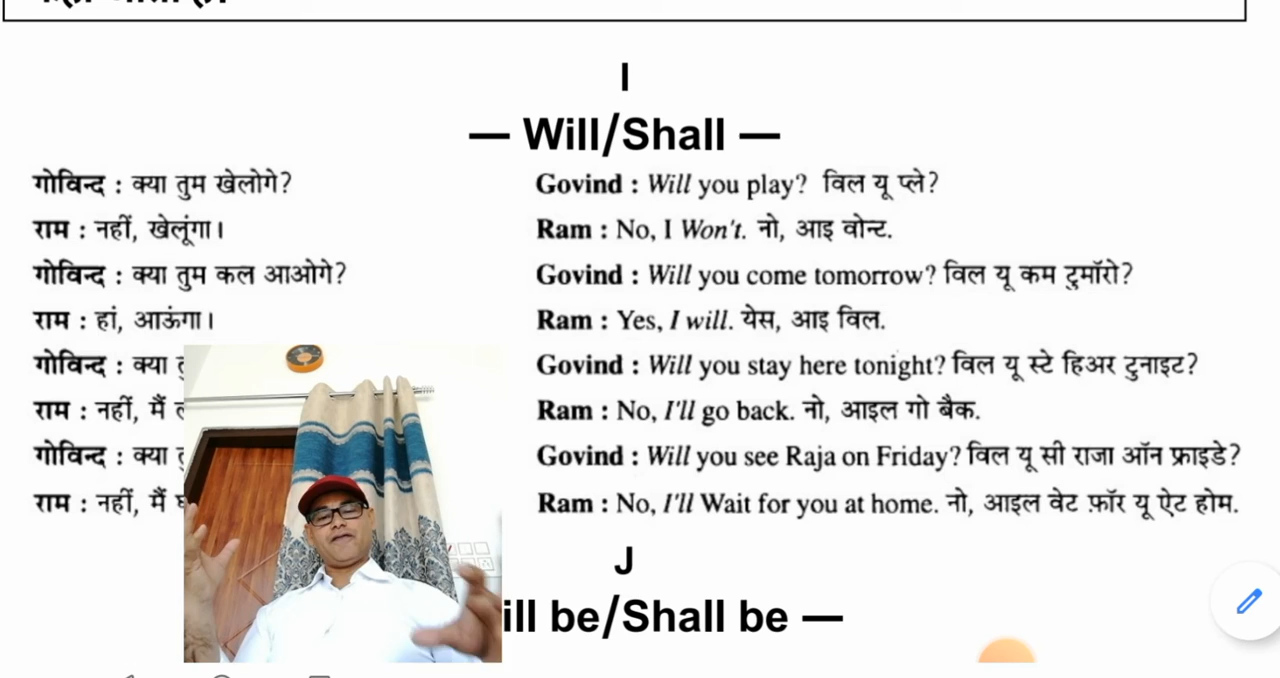 I
— Will/Shall —
गोविन्द : क्या तुम खेलोगे? Govind : Will you play? विल यू प्ले?
राम : नहीं, खेलूंगा। Ram : No, I Won't. नो, आइ वोन्ट.
गोविन्द : क्या तुम कल आओगे? Govind : Will you come tomorrow? विल यू कम टुमॉरो?
राम : हां, आऊंगा। Ram : Yes, I will. येस, आइ विल.
गोविन्द : क्या Govind : Will you stay here tonight? विल यू स्टे हिअर टुनाइट?
राम : नहीं, मैं Ram : No, I'll go back. नो, आइल गो बैक.
गोविन्द : क्या Govind : Will you see Raja on Friday? विल यू सी राजा ऑन फ्राइडे?
राम : नहीं, मैं Ram : No, I'll Wait for you at home. नो, आइल वेट फ़ॉर यू ऐट होम.
J
ill be/Shall be —